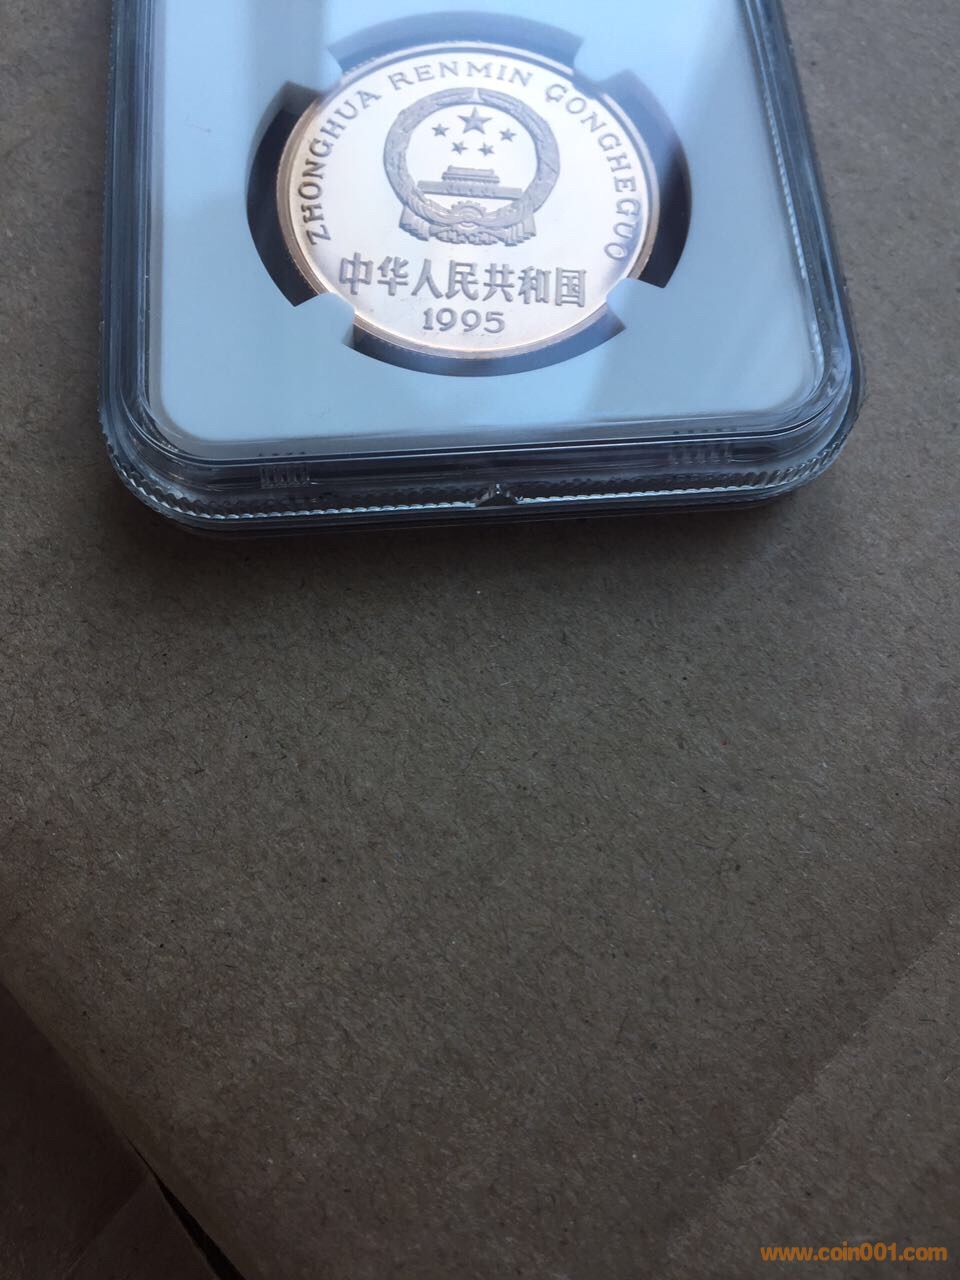 ZHONGHUA RENMIN GONGHEGUO
中华人民共和国
1995
www.coin001.com